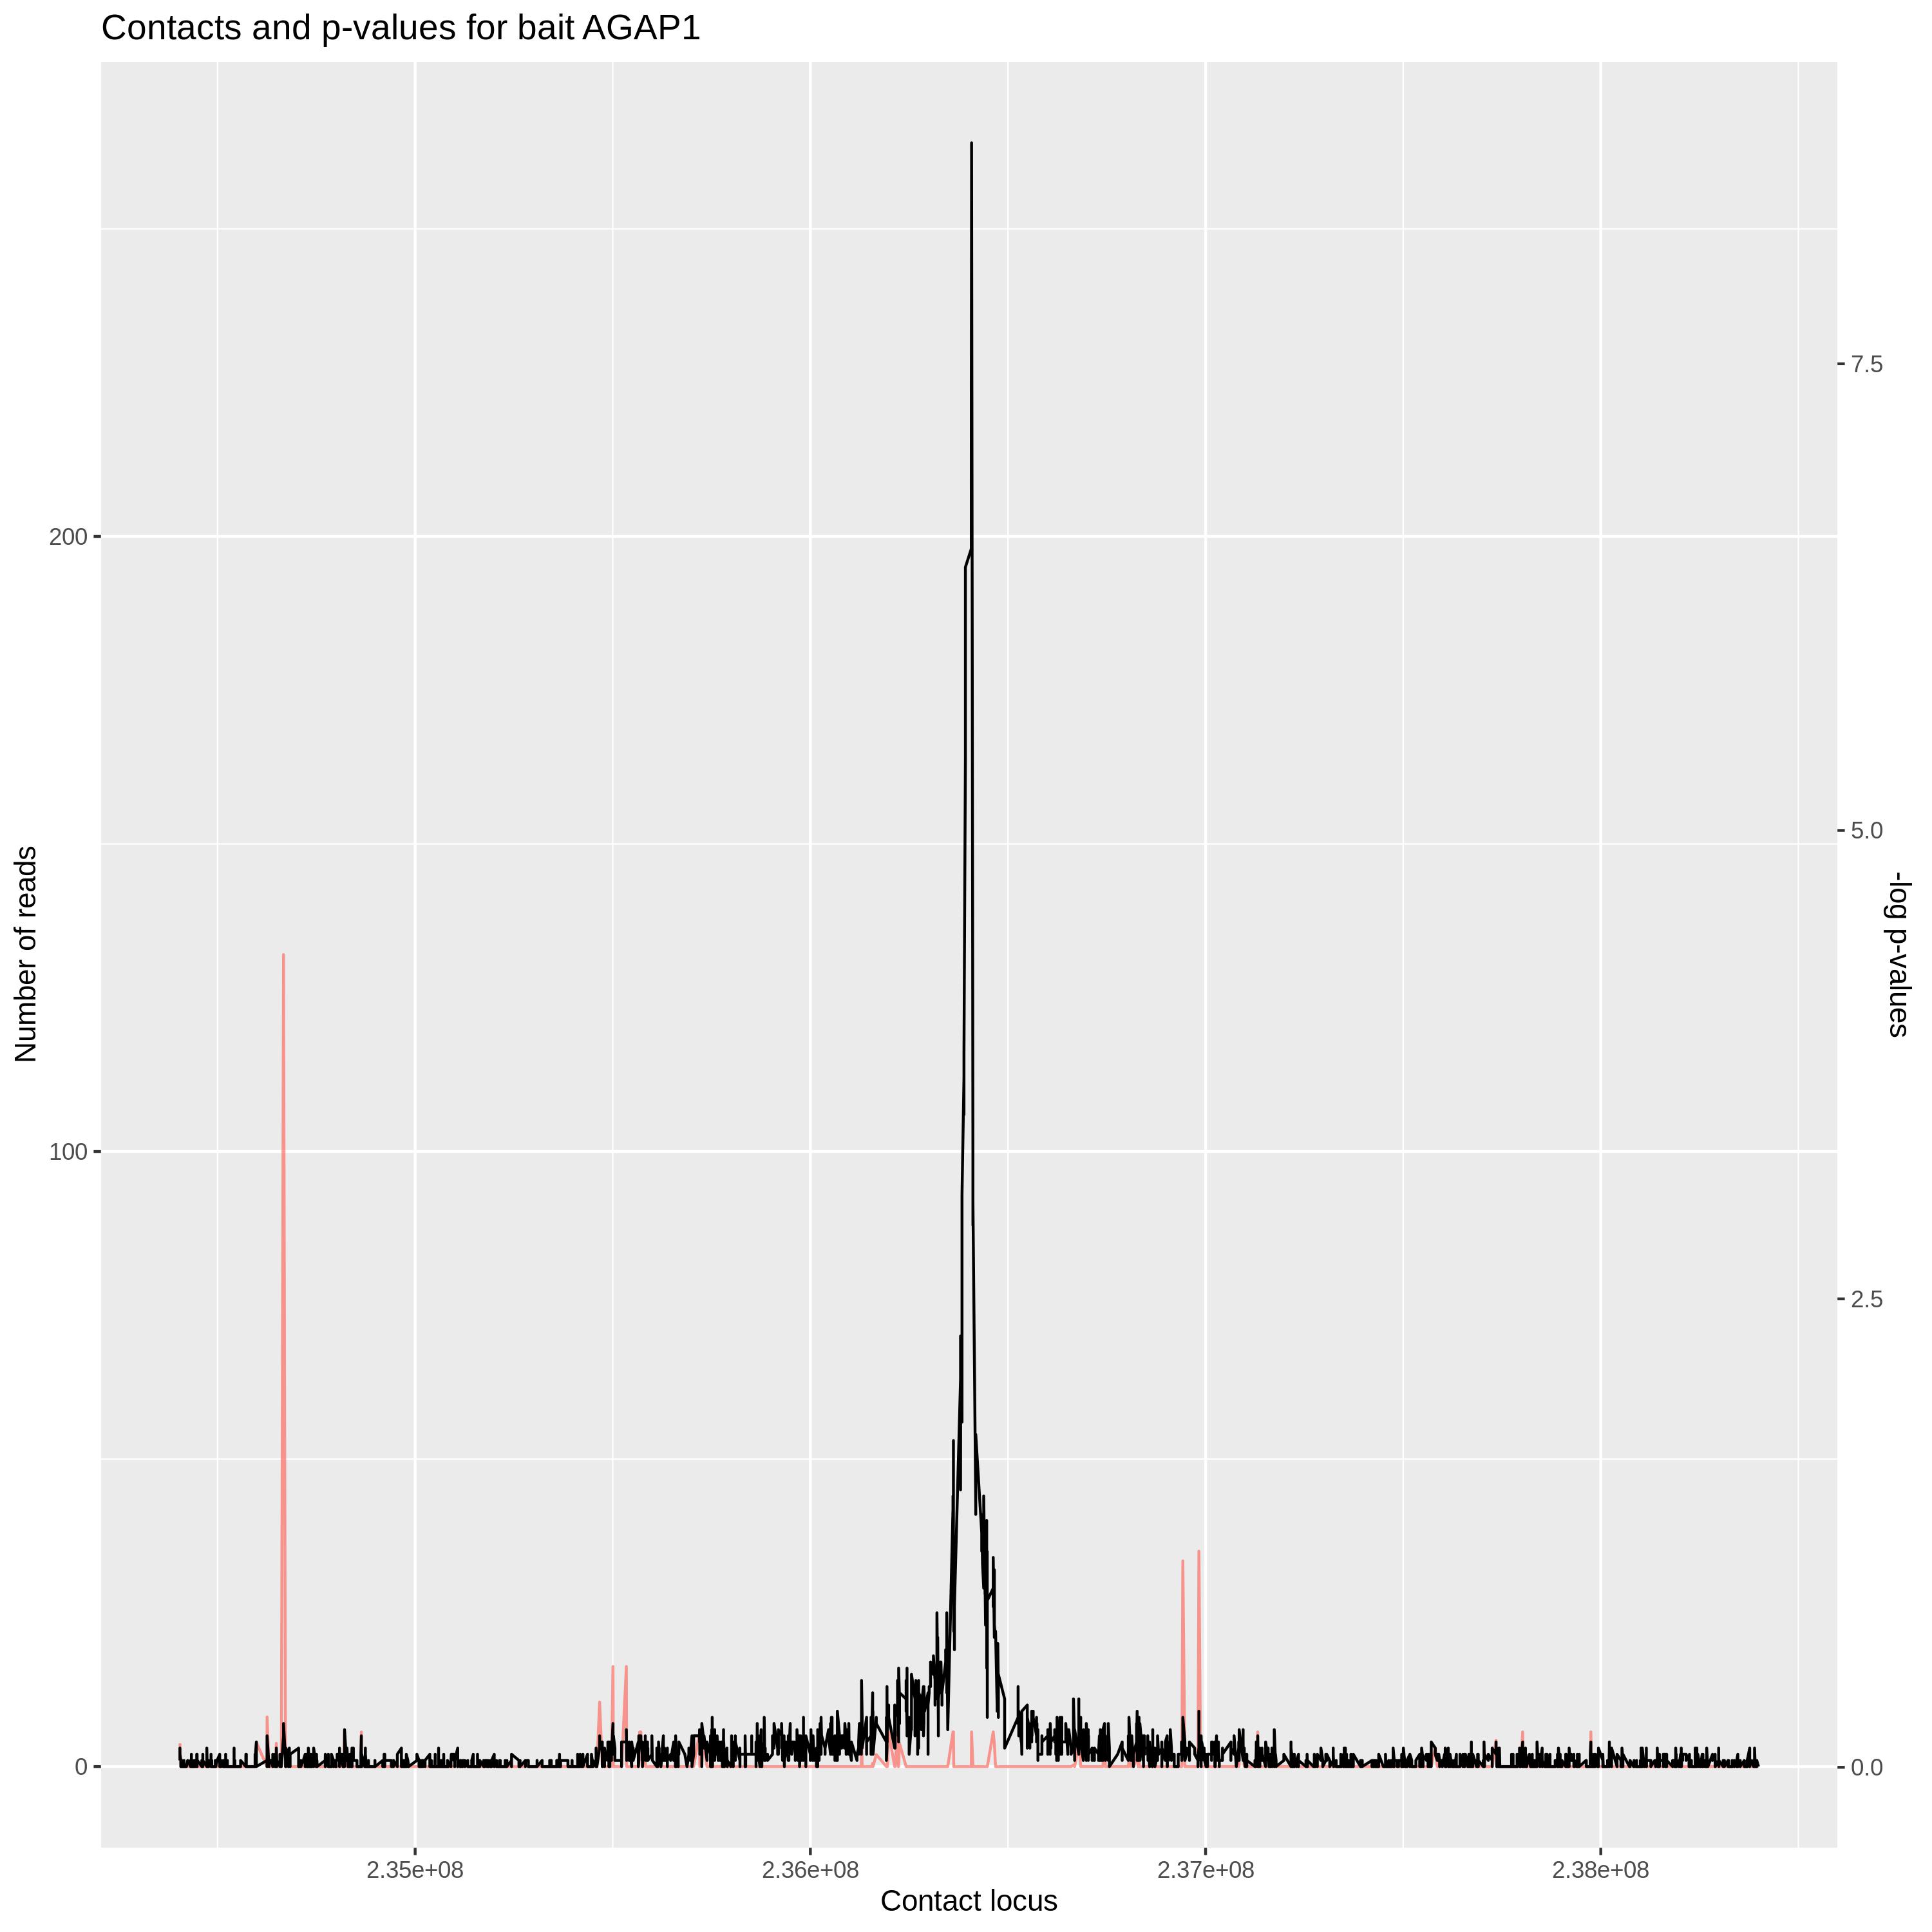 Contacts and p-values for bait AGAP1
Number of reads
200
100
0
7.5
5.0
2.5
0.0
-log p-values
2.35e+08
2.36e+08
2.37e+08
2.38e+08
Contact locus